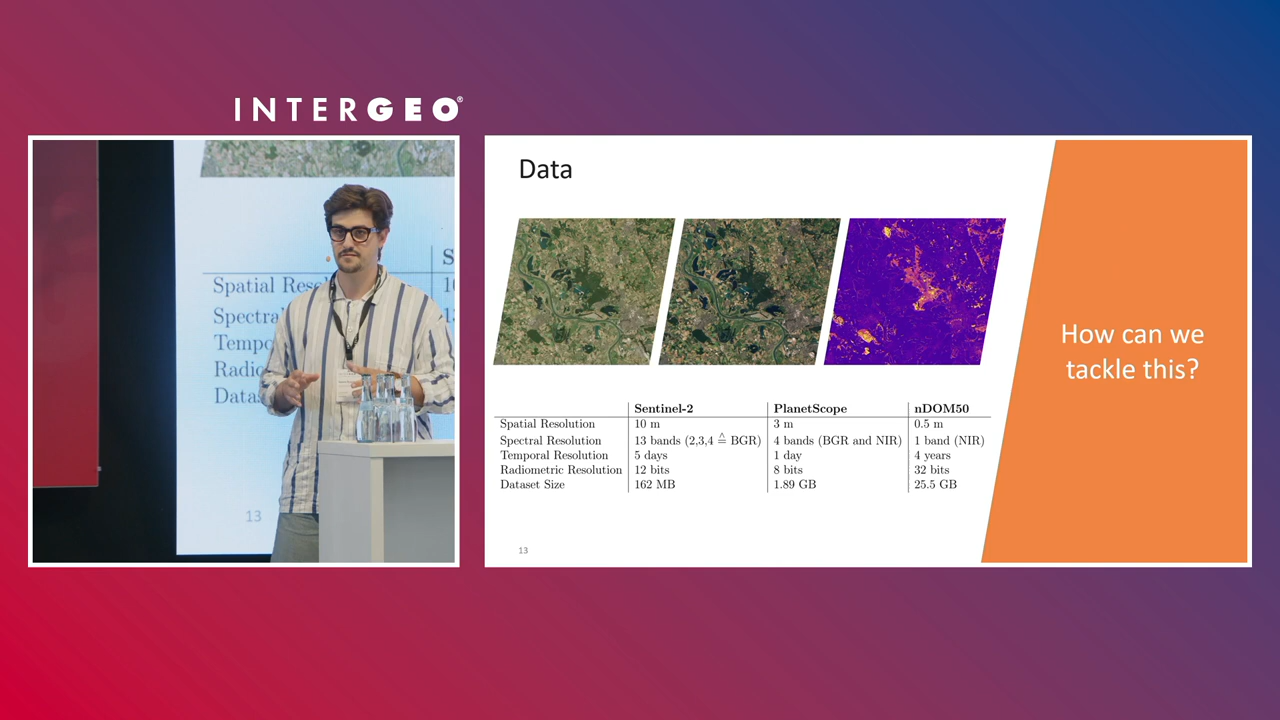 INTERGEO®
S
Spatial Resol
10
Spectra
13
Tempo
Radio
Datas
13
Data
How can we
tackle this?
Sentinel-2 PlanetScope nDOM50
Spatial Resolution 10 m 3 m 0.5 m
Spectral Resolution 13 bands (2,3,4 ≙ BGR) 4 bands (BGR and NIR) 1 band (NIR)
Temporal Resolution 5 days 1 day 4 years
Radiometric Resolution 12 bits 8 bits 32 bits
Dataset Size 162 MB 1.89 GB 25.5 GB
13